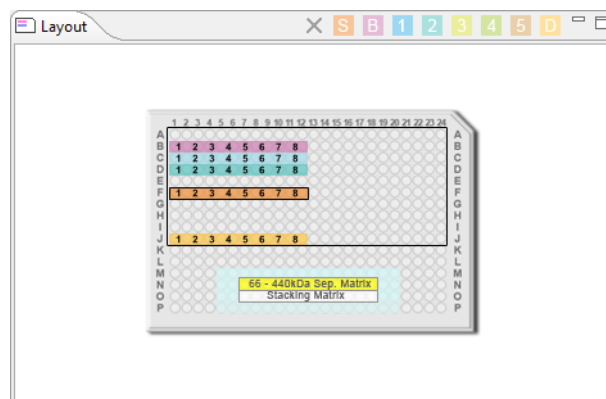 Layout S B 1 2 3 4 5 D
1 2 3 4 5 6 7 8 9 10 11 12 13 14 15 16 17 18 19 20 21 22 23 24
A A
B 1 2 3 4 5 6 7 8 B
C 1 2 3 4 5 6 7 8 C
D 1 2 3 4 5 6 7 8 D
E E
F 1 2 3 4 5 6 7 8 F
G G
H H
I I
J 1 2 3 4 5 6 7 8 J
K K
L L
M M
N 66 - 440kDa Sep. Matrix N
O Stacking Matrix O
P P